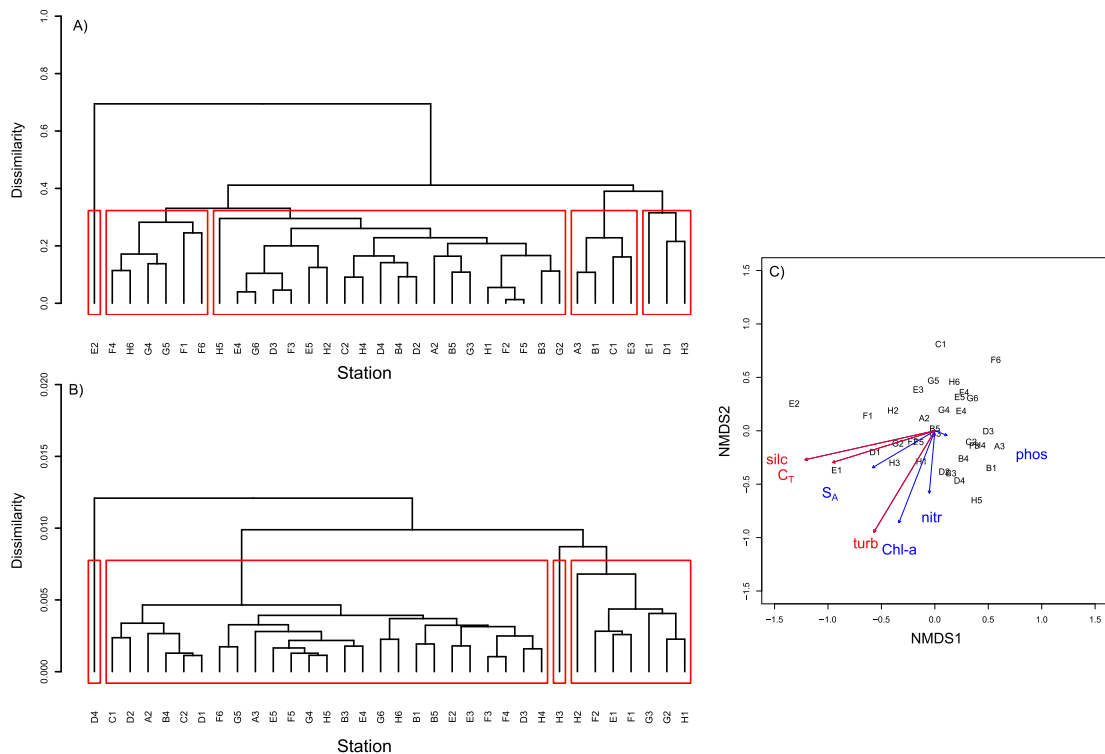 A)
Dissimilarity
1.0
0.8
0.6
0.4
0.2
0.0
E2 F4 H6 G4 G5 F1 F6 H5 E4 G6 D3 F3 E5 H2 C2 H4 D4 B4 D2 A2 B5 G3 H1 F2 F5 B3 G2 A3 B1 C1 E3 E1 D1 H3
Station
B)
Dissimilarity
0.020
0.015
0.010
0.005
0.000
D4 C1 D2 A2 B4 C2 D1 F6 G5 A3 E5 F5 G4 H5 B3 E4 G6 H6 B1 B5 E2 E3 F3 F4 D3 H4 H3 H2 F2 E1 F1 G3 G2 H1
Station
C)
NMDS2
1.5
1.0
0.5
0.0
−0.5
−1.0
−1.5
C1
F6
G5 H6
E3 E4
E5 G6
E2
H2 G4 E4
F1 A2
B5 D3
G2
A3
D1
H3 H1 B4
E1 D2 B1
D4
H5
silc
C_T
S_A
phos
nitr
turb
Chl-a
−1.5 −1.0 −0.5 0.0 0.5 1.0 1.5
NMDS1